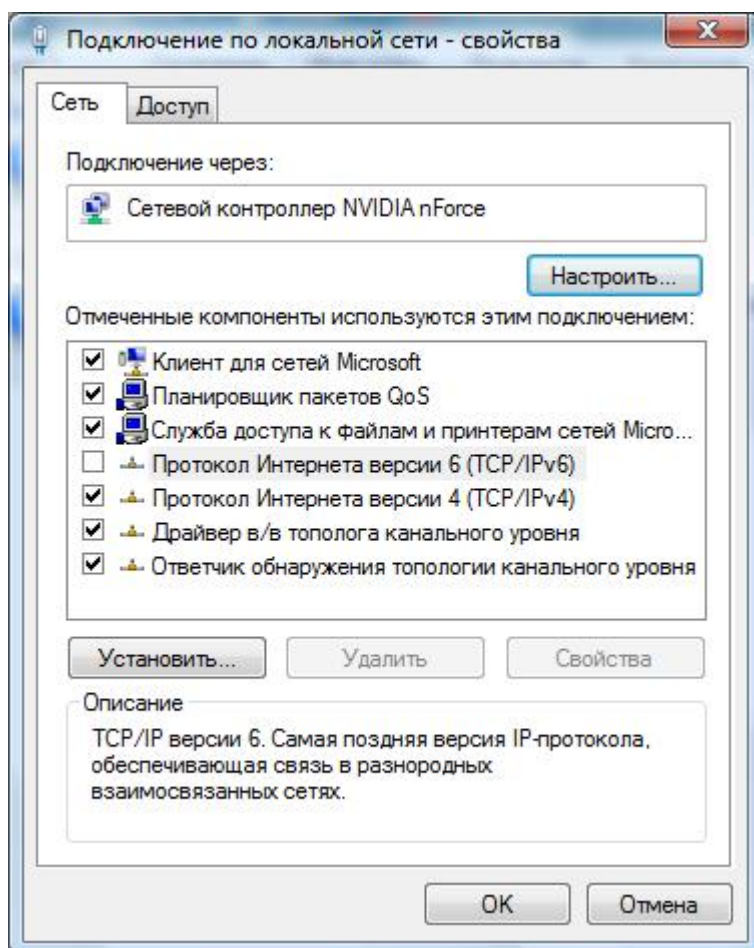 Подключение по локальной сети - свойства
Сеть
Доступ
Подключение через:
Сетевой контроллер NVIDIA nForce
Настроить...
Отмеченные компоненты используются этим подключением:
Клиент для сетей Microsoft
Планировщик пакетов QoS
Служба доступа к файлам и принтерам сетей Micro...
Протокол Интернета версии 6 (TCP/IPv6)
Протокол Интернета версии 4 (TCP/IPv4)
Драйвер в/в тополога канального уровня
Ответчик обнаружения топологии канального уровня
Установить...
Удалить
Свойства
Описание
TCP/IP версии 6. Самая поздняя версия IP-протокола,
обеспечивающая связь в разнородных
взаимосвязанных сетях.
OK
Отмена